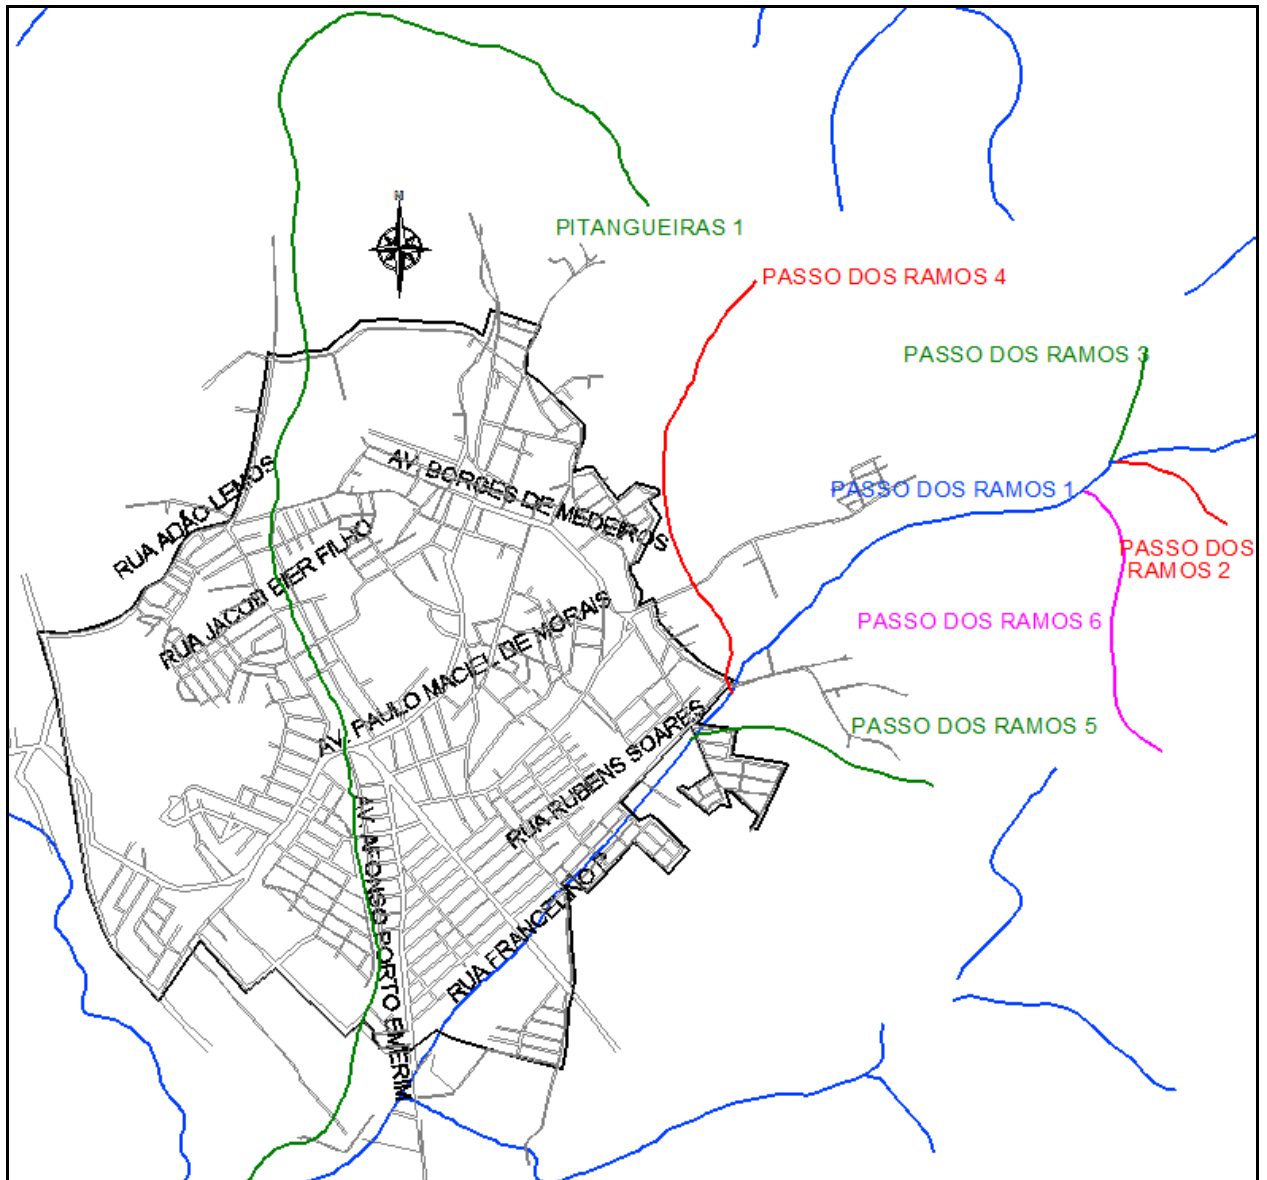 N
PITANGUEIRAS 1
PASSO DOS RAMOS 4
PASSO DOS RAMOS 3
AV. BORGES DE MEDEIROS
RUA ADÃO LEMOS
PASSO DOS RAMOS 1
RUA JACOB BIER FILHO
PASSO DOS
RAMOS 2
PASSO DOS RAMOS 6
AV. PAULO MACIEL DE MORAIS
PASSO DOS RAMOS 5
RUA RUBENS SOARES
AV. AFONSO PORTO EMERIM
RUA FRANCELINO